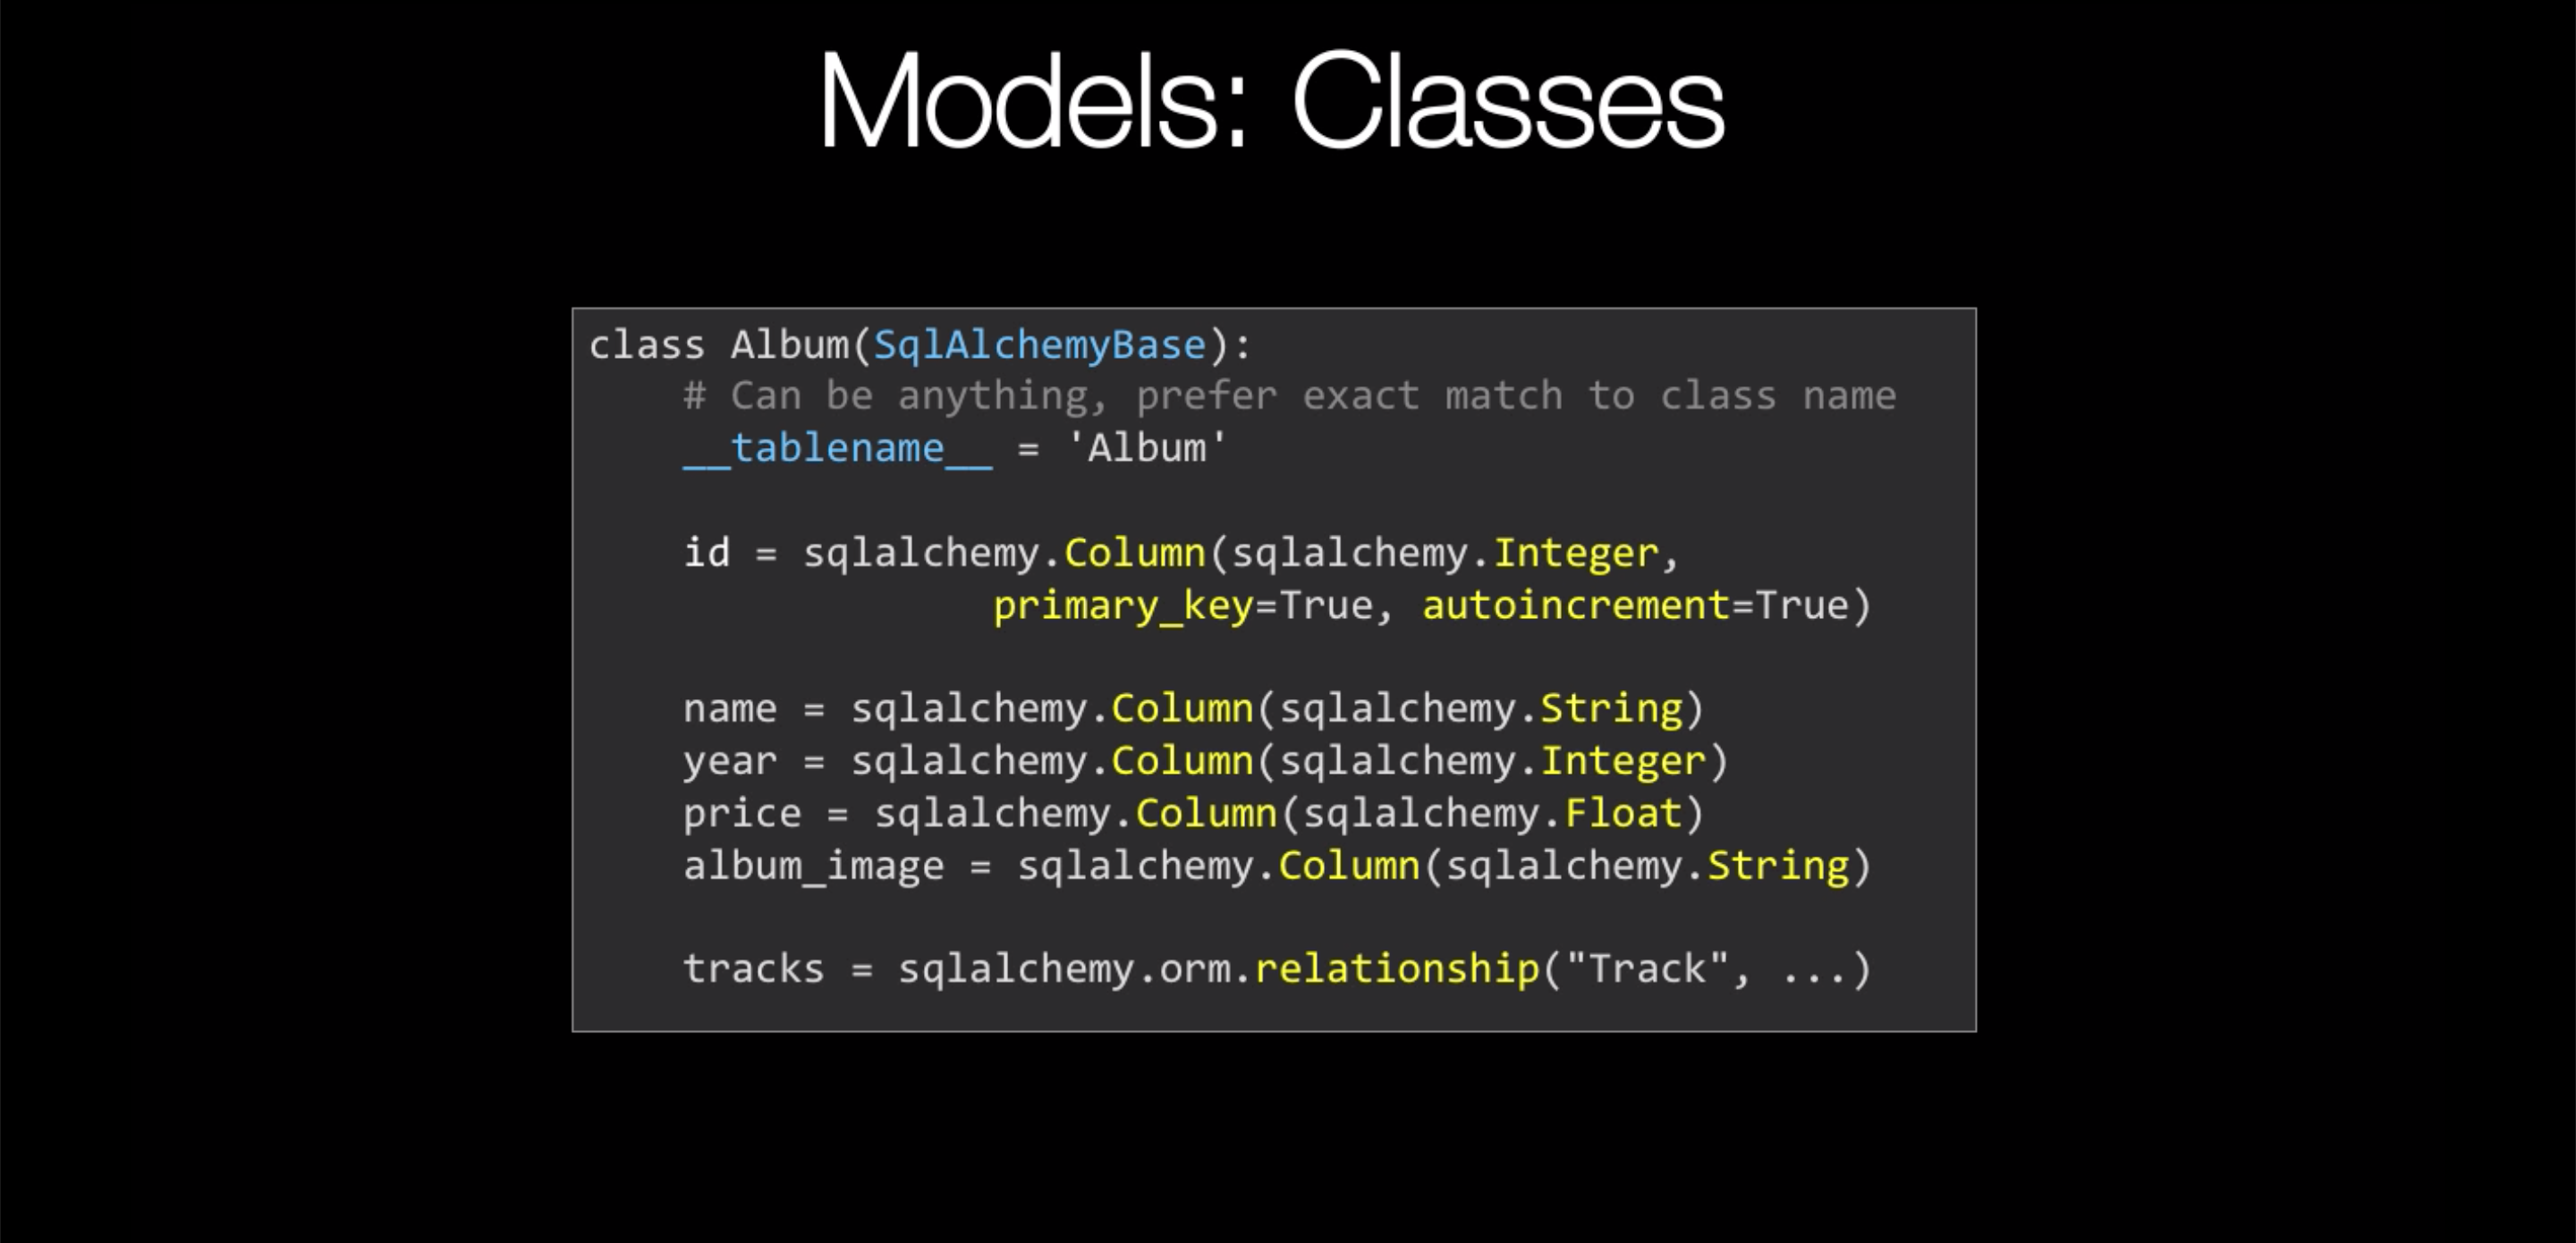 Models: Classes
class Album(SqlAlchemyBase):
    # Can be anything, prefer exact match to class name
    __tablename__ = 'Album'
    id = sqlalchemy.Column(sqlalchemy.Integer,
                 primary_key=True, autoincrement=True)
    name = sqlalchemy.Column(sqlalchemy.String)
    year = sqlalchemy.Column(sqlalchemy.Integer)
    price = sqlalchemy.Column(sqlalchemy.Float)
    album_image = sqlalchemy.Column(sqlalchemy.String)
    tracks = sqlalchemy.orm.relationship("Track", ...)